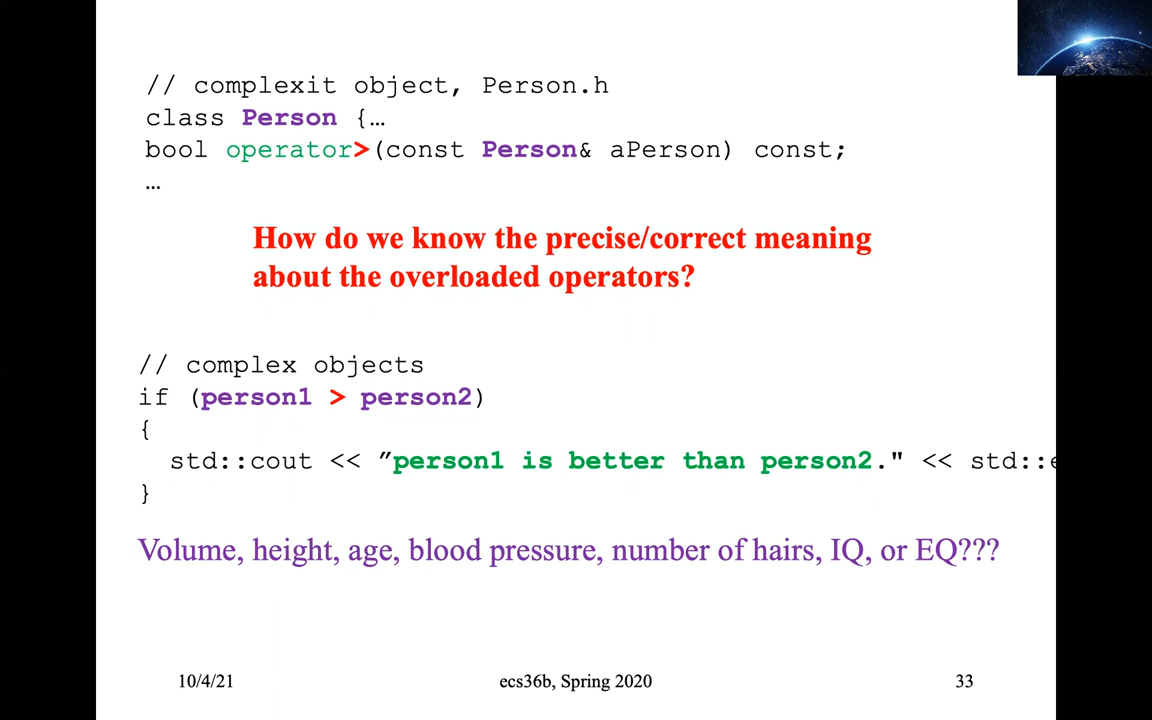 // complexit object, Person.h
class Person {…
bool operator>(const Person& aPerson) const;
…
How do we know the precise/correct meaning
about the overloaded operators?
// complex objects
if (person1 > person2)
{
std::cout << ”person1 is better than person2." << std::e
}
Volume, height, age, blood pressure, number of hairs, IQ, or EQ???
10/4/21 ecs36b, Spring 2020 33